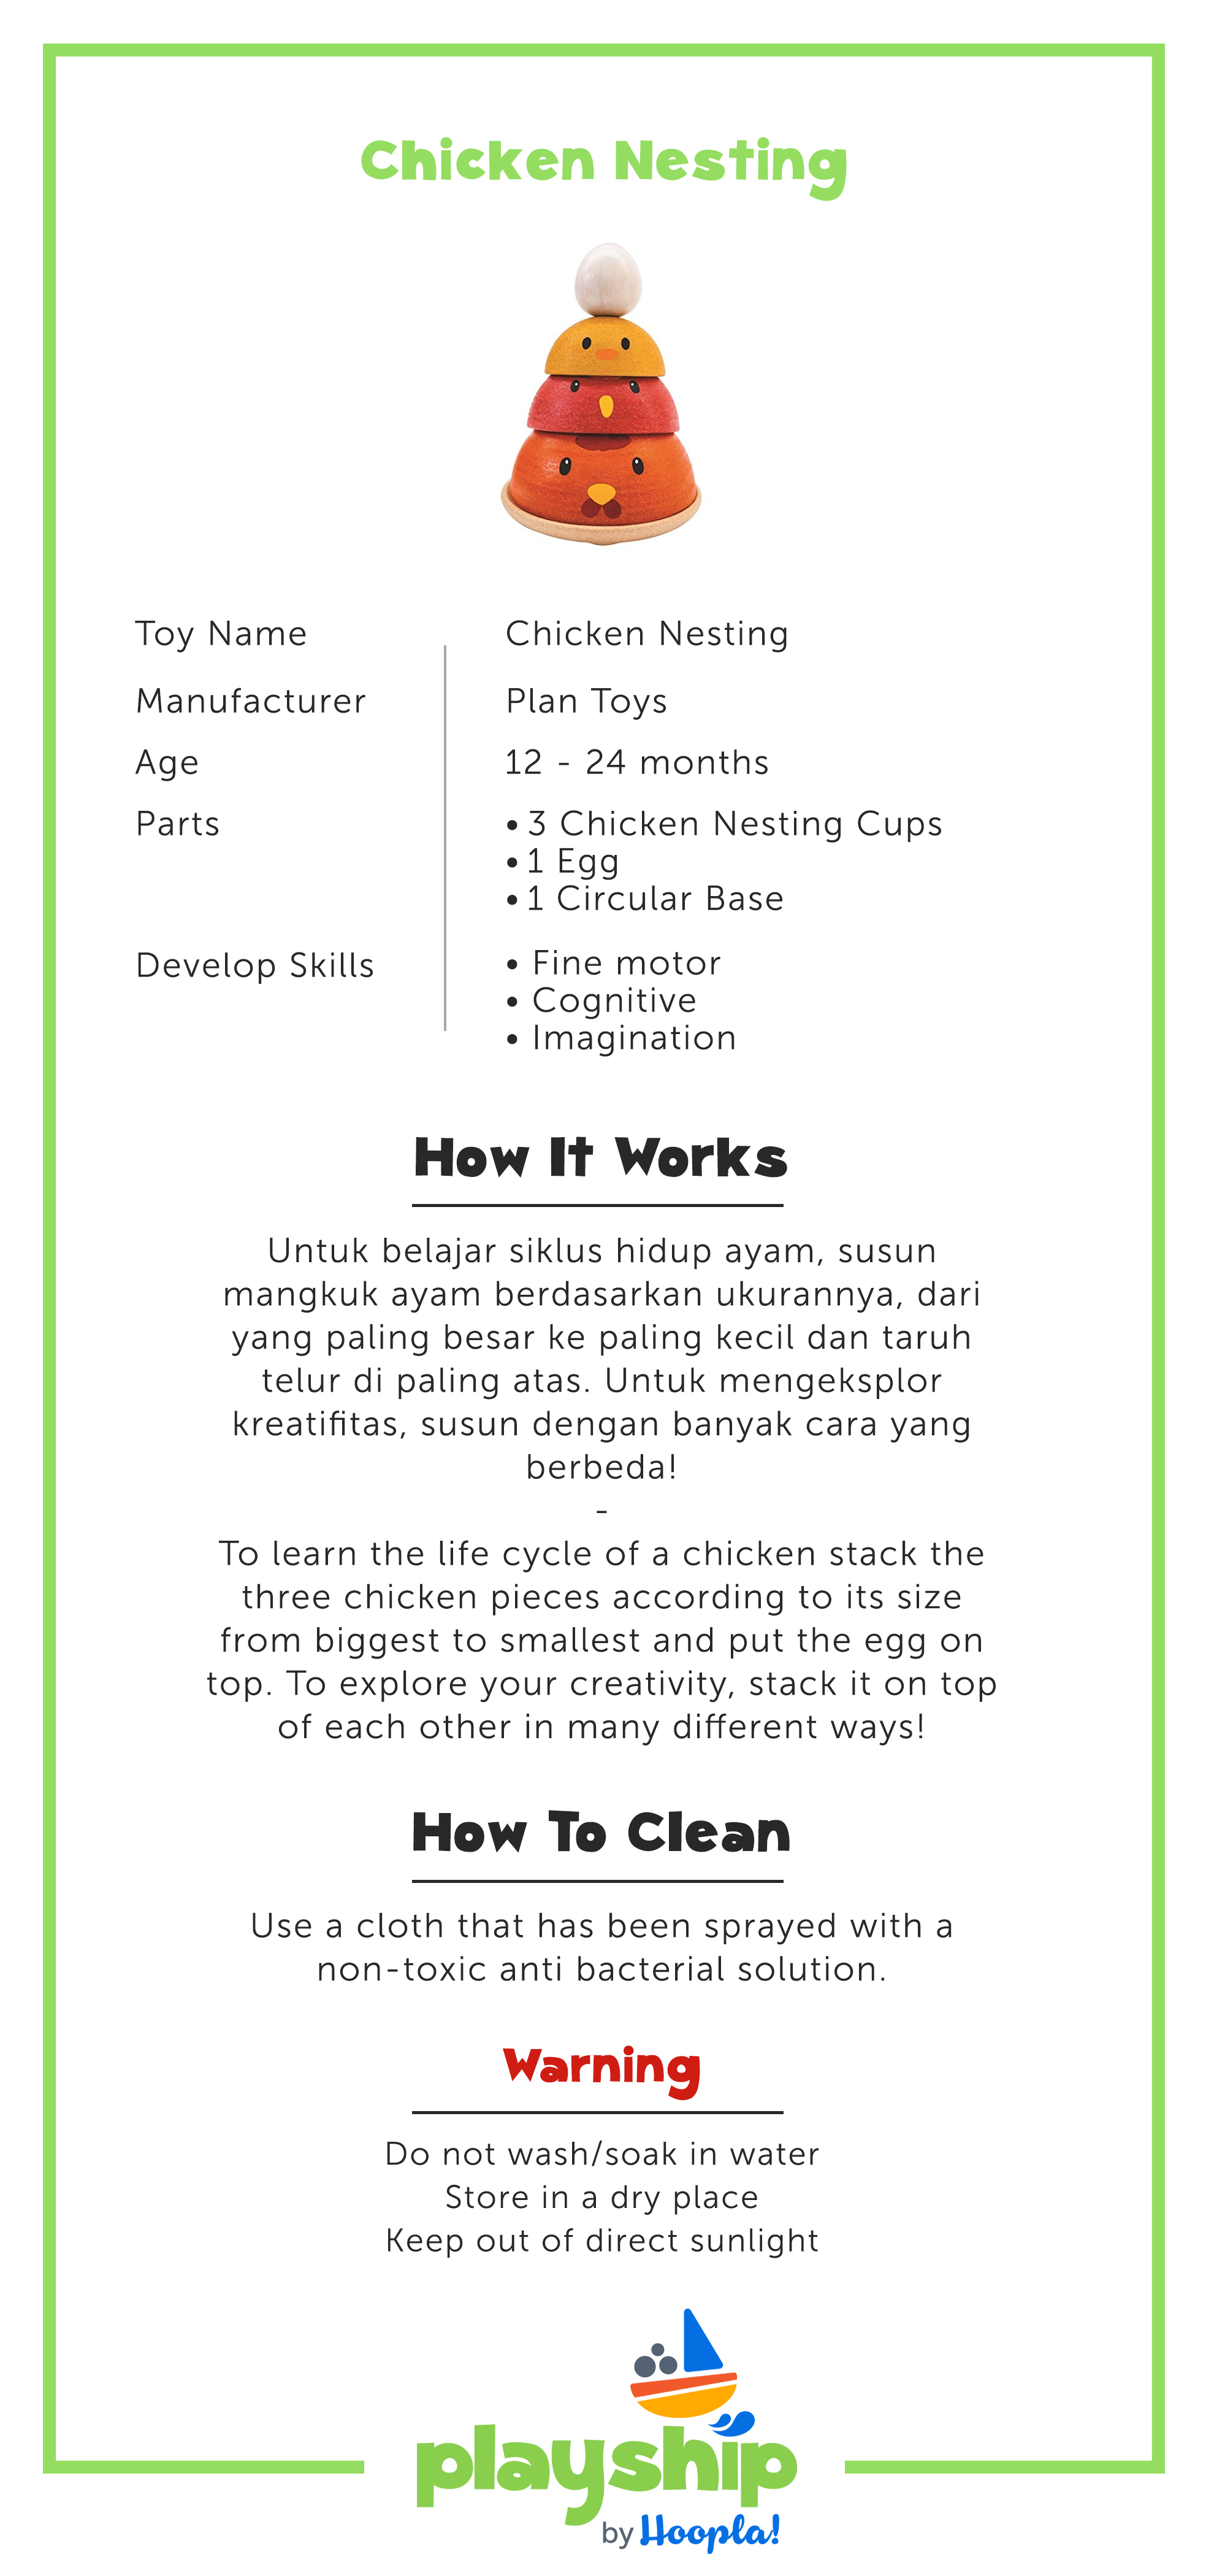 Chicken Nesting
Toy Name
Chicken Nesting
Manufacturer
Plan Toys
Age
12 - 24 months
Parts
• 3 Chicken Nesting Cups
• 1 Egg
• 1 Circular Base
Develop Skills
• Fine motor
• Cognitive
• Imagination
How It Works
Untuk belajar siklus hidup ayam, susun
mangkuk ayam berdasarkan ukurannya, dari
yang paling besar ke paling kecil dan taruh
telur di paling atas. Untuk mengeksplor
kreatifitas, susun dengan banyak cara yang
berbeda!
-
To learn the life cycle of a chicken stack the
three chicken pieces according to its size
from biggest to smallest and put the egg on
top. To explore your creativity, stack it on top
of each other in many different ways!
How To Clean
Use a cloth that has been sprayed with a
non-toxic anti bacterial solution.
Warning
Do not wash/soak in water
Store in a dry place
Keep out of direct sunlight
playship
by Hoopla!